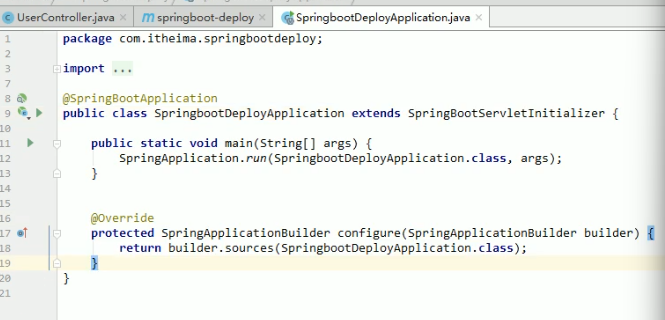 UserController.java × m springboot-deploy × SpringbootDeployApplication.java ×
1 package com.itheima.springbootdeploy;
2
3 import ...
7
8 @SpringBootApplication
9 public class SpringbootDeployApplication extends SpringBootServletInitializer {
10
11 public static void main(String[] args) {
12 SpringApplication.run(SpringbootDeployApplication.class, args);
13 }
14
15
16 @Override
17 protected SpringApplicationBuilder configure(SpringApplicationBuilder builder) {
18 return builder.sources(SpringbootDeployApplication.class);
19 }
20 }
21